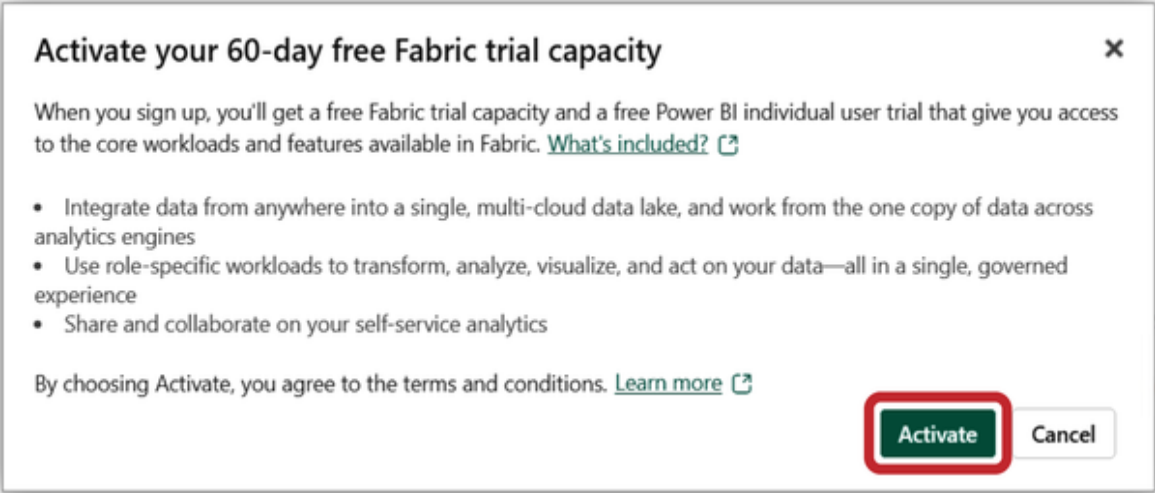 Activate your 60-day free Fabric trial capacity
When you sign up, you'll get a free Fabric trial capacity and a free Power BI individual user trial that give you access
to the core workloads and features available in Fabric. What's included?
• Integrate data from anywhere into a single, multi-cloud data lake, and work from the one copy of data across
analytics engines
• Use role-specific workloads to transform, analyze, visualize, and act on your data—all in a single, governed
experience
• Share and collaborate on your self-service analytics
By choosing Activate, you agree to the terms and conditions. Learn more
Activate Cancel